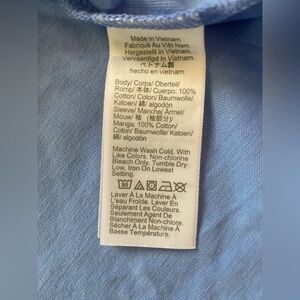 Made In Vietnam
Fabriqué Au Viêt Nam
Hergestellt In Vietnam
Vervaardigd In Vietnam
ベトナム製
hecho en vietnam
Body/ Corps/ Oberteil/
Romp/ 本体/ Cuerpo: 100%
Cotton/ Coton/ Baumwolle/
Katoen/ 綿/ algodón
Sleeve/ Manche/ Ärmel/
Mouw/ 袖 (袖部分)/
Manga: 100% Cotton/
Coton/ Baumwolle/
Katoen/ 綿/ algodón
Machine Wash Cold, With
Like Colors. Non-chlorine
Bleach Only. Tumble Dry
Low. Iron On Lowest
Setting.
Laver À La Machine À
L'eau Froide. Laver En
Séparant Les Couleurs.
Seulement Agent De
Blanchiment Non-chlore.
Sécher À La Machine À
Basse Température.